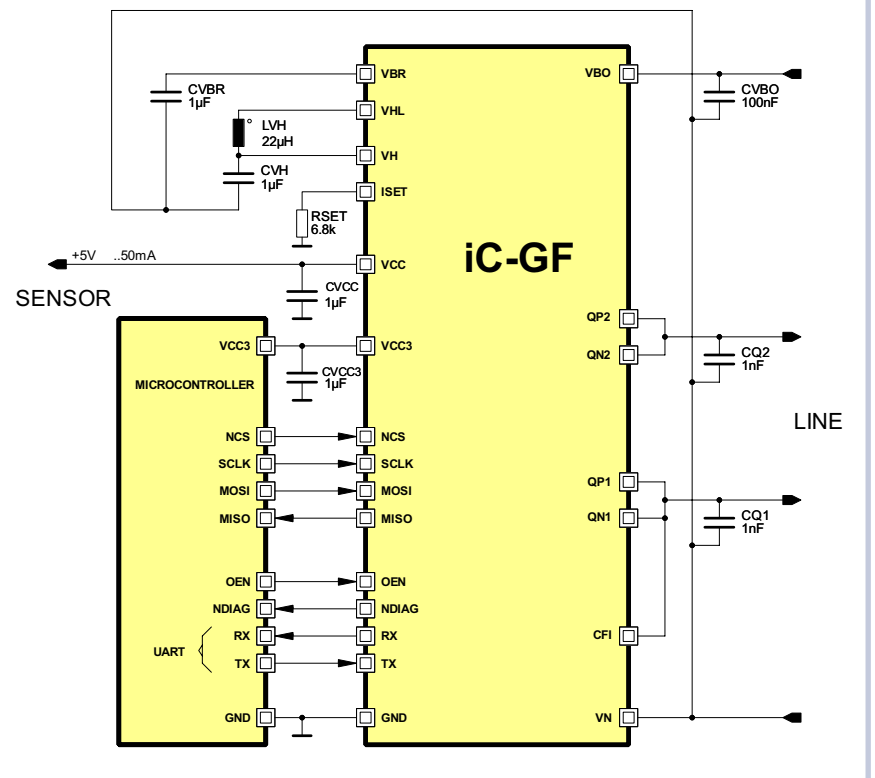 CVBR
1µF
VBR
VBO
CVBO
100nF
VHL
LVH
22µH
VH
CVH
1µF
ISET
RSET
6.8k
iC-GF
+5V ..50mA
VCC
SENSOR
CVCC
1µF
QP2
VCC3
VCC3
QN2
CQ2
1nF
CVCC3
1µF
MICROCONTROLLER
LINE
NCS
NCS
SCLK
SCLK
QP1
MOSI
MOSI
MISO
MISO
QN1
CQ1
1nF
OEN
OEN
NDIAG
NDIAG
RX
RX
CFI
UART
TX
TX
GND
GND
VN